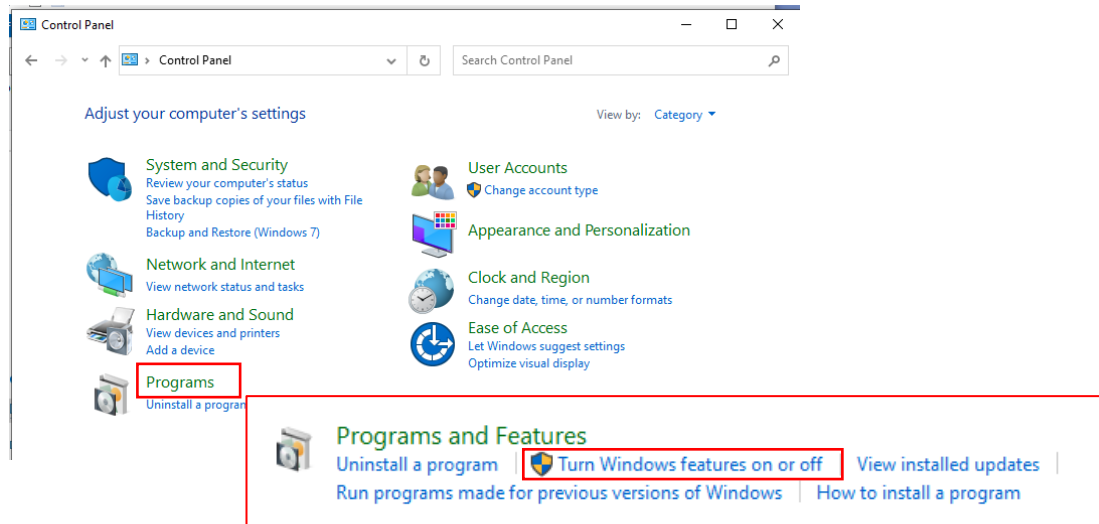 Control Panel
Control Panel
Search Control Panel
Adjust your computer's settings
View by: Category
System and Security
Review your computer's status
Save backup copies of your files with File
History
Backup and Restore (Windows 7)
Network and Internet
View network status and tasks
Hardware and Sound
View devices and printers
Add a device
Programs
Uninstall a program
User Accounts
Change account type
Appearance and Personalization
Clock and Region
Change date, time, or number formats
Ease of Access
Let Windows suggest settings
Optimize visual display
Programs and Features
Uninstall a program Turn Windows features on or off View installed updates
Run programs made for previous versions of Windows How to install a program